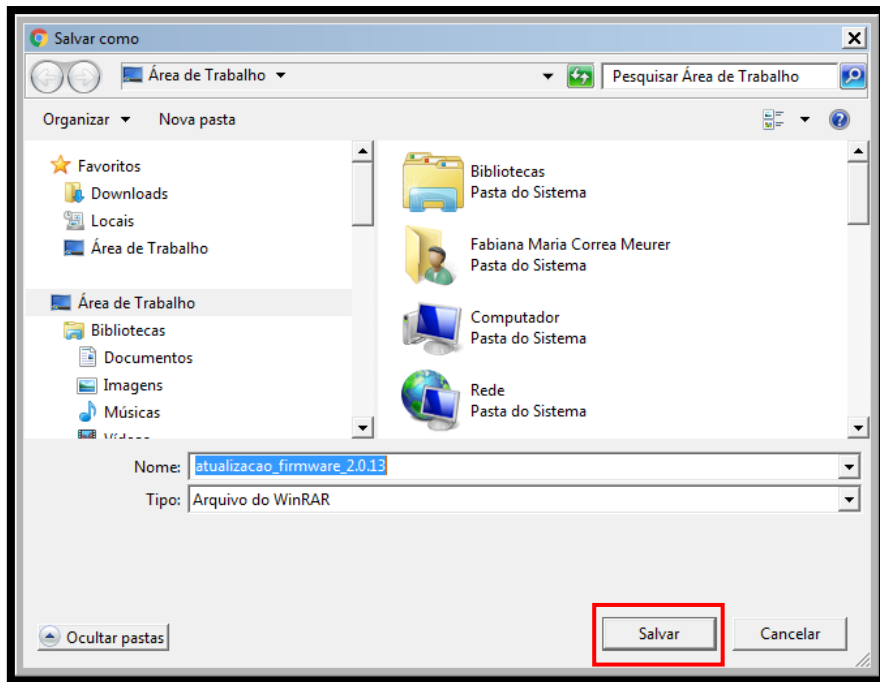 Salvar como
Área de Trabalho
Pesquisar Área de Trabalho
Organizar
Nova pasta
Favoritos
Downloads
Locais
Área de Trabalho
Área de Trabalho
Bibliotecas
Documentos
Imagens
Músicas
Bibliotecas
Pasta do Sistema
Fabiana Maria Correa Meurer
Pasta do Sistema
Computador
Pasta do Sistema
Rede
Pasta do Sistema
Nome: atualizacao_firmware_2.0.13
Tipo: Arquivo do WinRAR
Ocultar pastas
Salvar
Cancelar